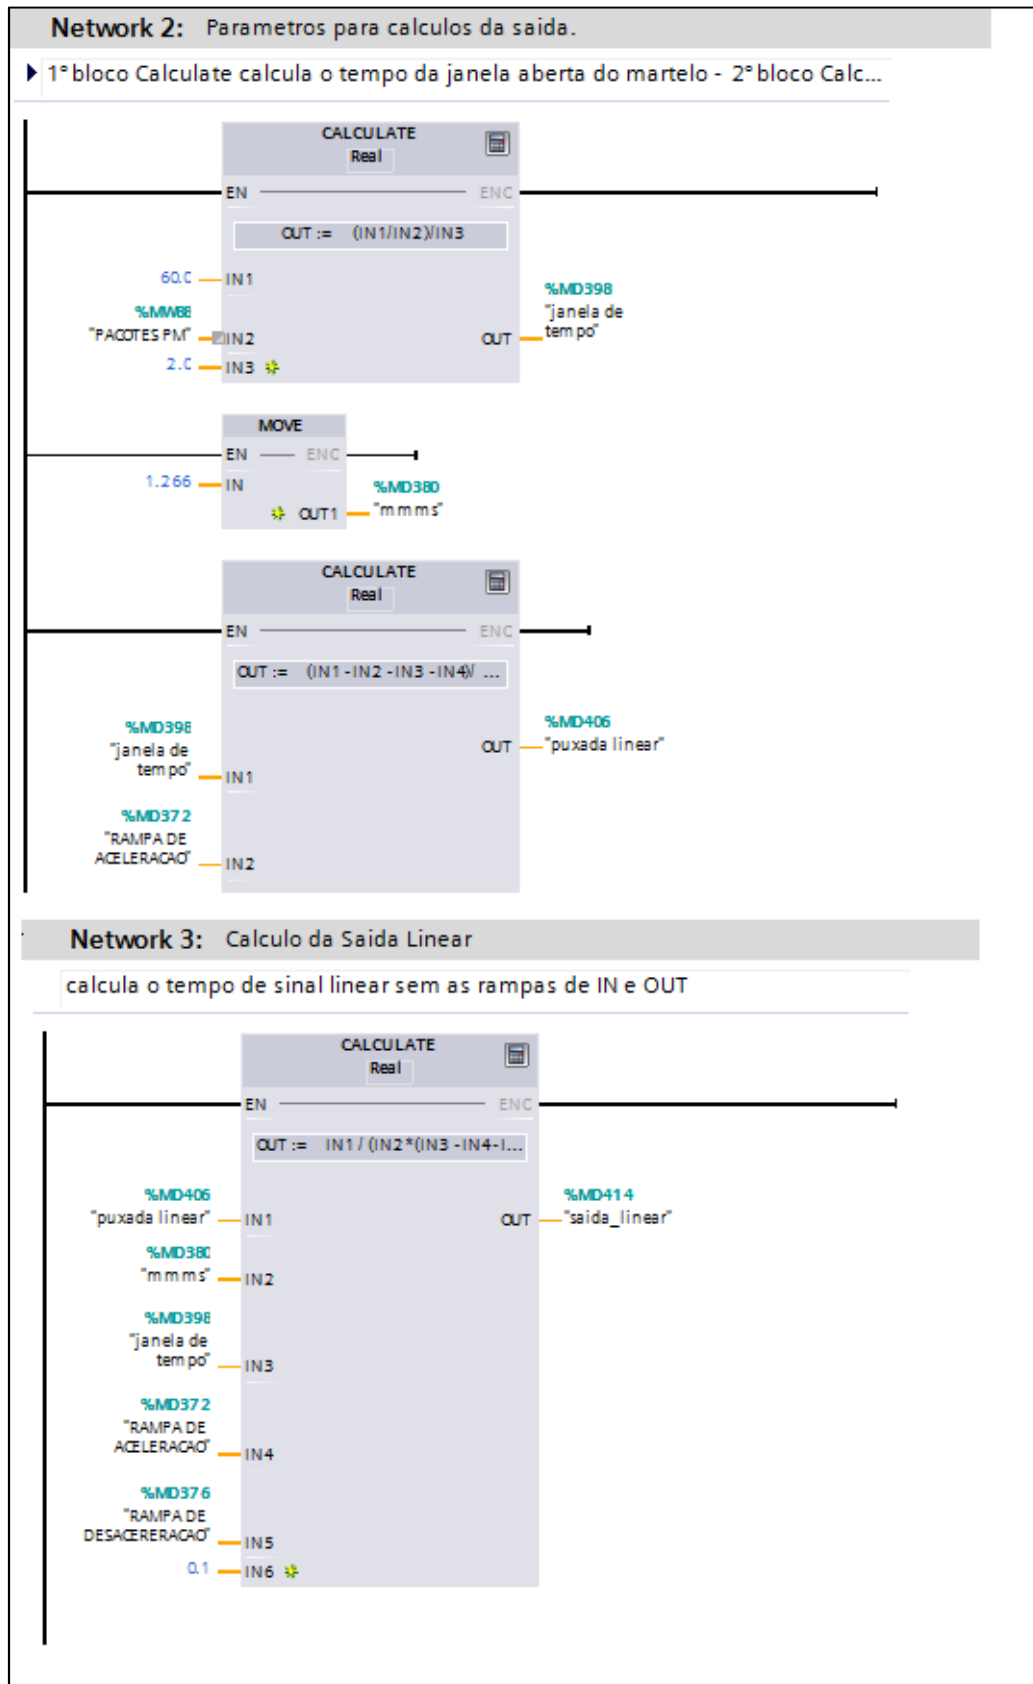 Network 2: Parametros para calculos da saida.
1° bloco Calculate calcula o tempo da janela aberta do martelo - 2° bloco Calc...
CALCULATE
Real
EN
ENC
OUT := (IN1/IN2)/IN3
60.0
IN1
%MW88
"PACOTES PM"
IN2
2.0
IN3
%MD398
"janela de
tempo"
OUT
MOVE
EN
ENC
1.266
IN
%MD380
OUT1
"mmms"
CALCULATE
Real
EN
ENC
OUT := (IN1 -IN2 -IN3 -IN4)/ ...
%MD398
"janela de
tempo"
IN1
%MD406
OUT
"puxada linear"
%MD372
"RAMPA DE
ACELERACAO"
IN2
Network 3: Calculo da Saida Linear
calcula o tempo de sinal linear sem as rampas de IN e OUT
CALCULATE
Real
EN
ENC
OUT := IN1 / (IN2*(IN3 -IN4-I...
%MD406
"puxada linear"
IN1
%MD414
OUT
"saida_linear"
%MD380
"mmms"
IN2
%MD398
"janela de
tempo"
IN3
%MD372
"RAMPA DE
ACELERACAO"
IN4
%MD376
"RAMPA DE
DESACERERACAO"
IN5
0.1
IN6